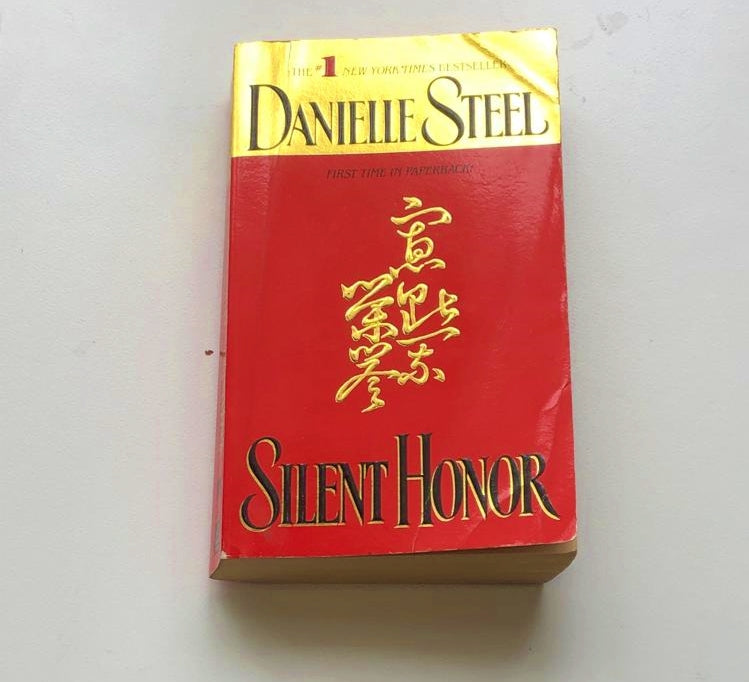 THE #1 NEW YORK TIMES BESTSELLER
DANIELLE STEEL
FIRST TIME IN PAPERBACK!
SILENT HONOR